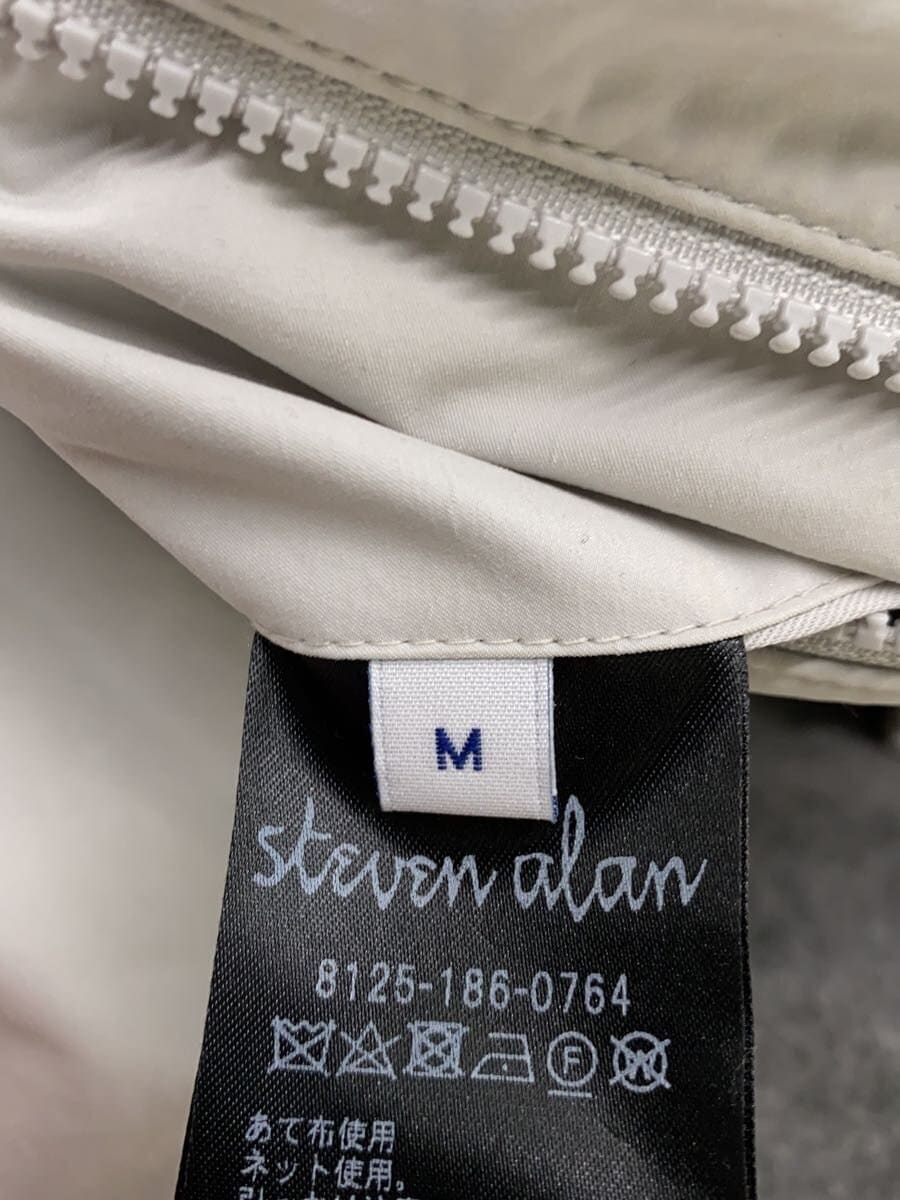 M
steven alan
8125-186-0764
F W
あて布使用
ネット使用。